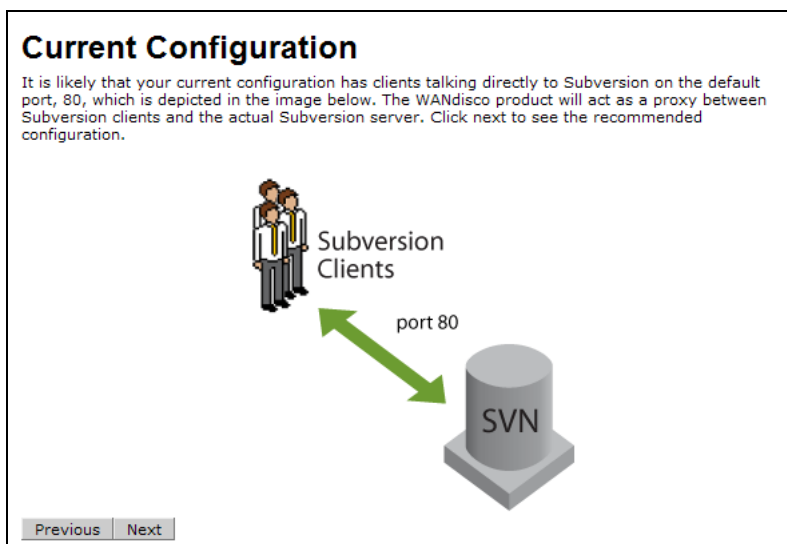 Current Configuration
It is likely that your current configuration has clients talking directly to Subversion on the default
port, 80, which is depicted in the image below. The WANdisco product will act as a proxy between
Subversion clients and the actual Subversion server. Click next to see the recommended
configuration.
Subversion
Clients
port 80
SVN
Previous
Next